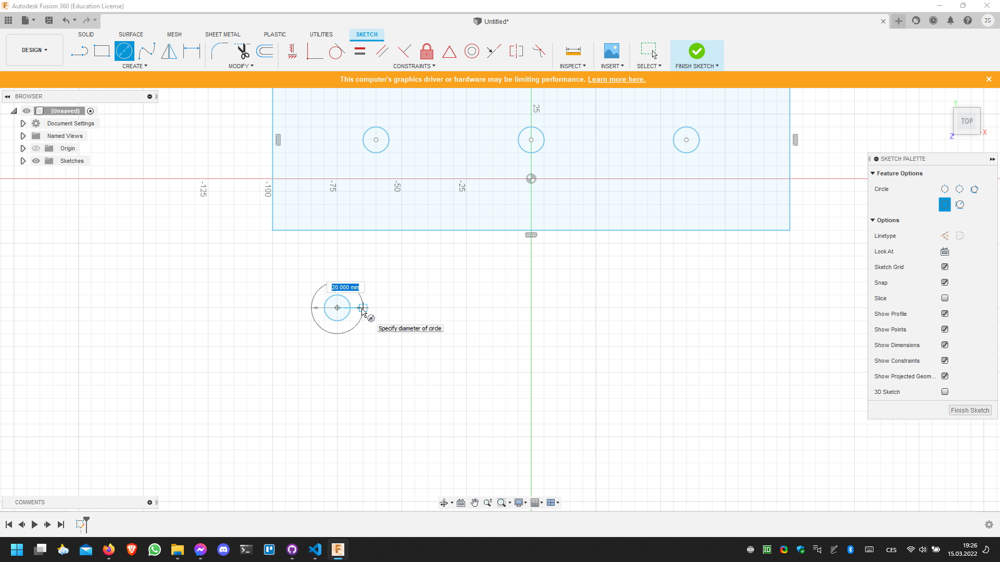 Autodesk Fusion 360 (Education License)
Untitled*
JS
DESIGN
SOLID
SURFACE
MESH
SHEET METAL
PLASTIC
UTILITIES
SKETCH
CREATE
MODIFY
CONSTRAINTS
INSPECT
INSERT
SELECT
FINISH SKETCH
This computer's graphics driver or hardware may be limiting performance. Learn more here.
BROWSER
(Unsaved)
Document Settings
Named Views
Origin
Sketches
25
-125
-100
-75
-50
-25
Y
TOP
X
Z
SKETCH PALETTE
Feature Options
Circle
Options
Linetype
Look At
Sketch Grid
Snap
Slice
Show Profile
Show Points
Show Dimensions
Show Constraints
Show Projected Geom...
3D Sketch
Finish Sketch
20.000 mm
Specify diameter of circle
COMMENTS
ID
CES
19:26
15.03.2022